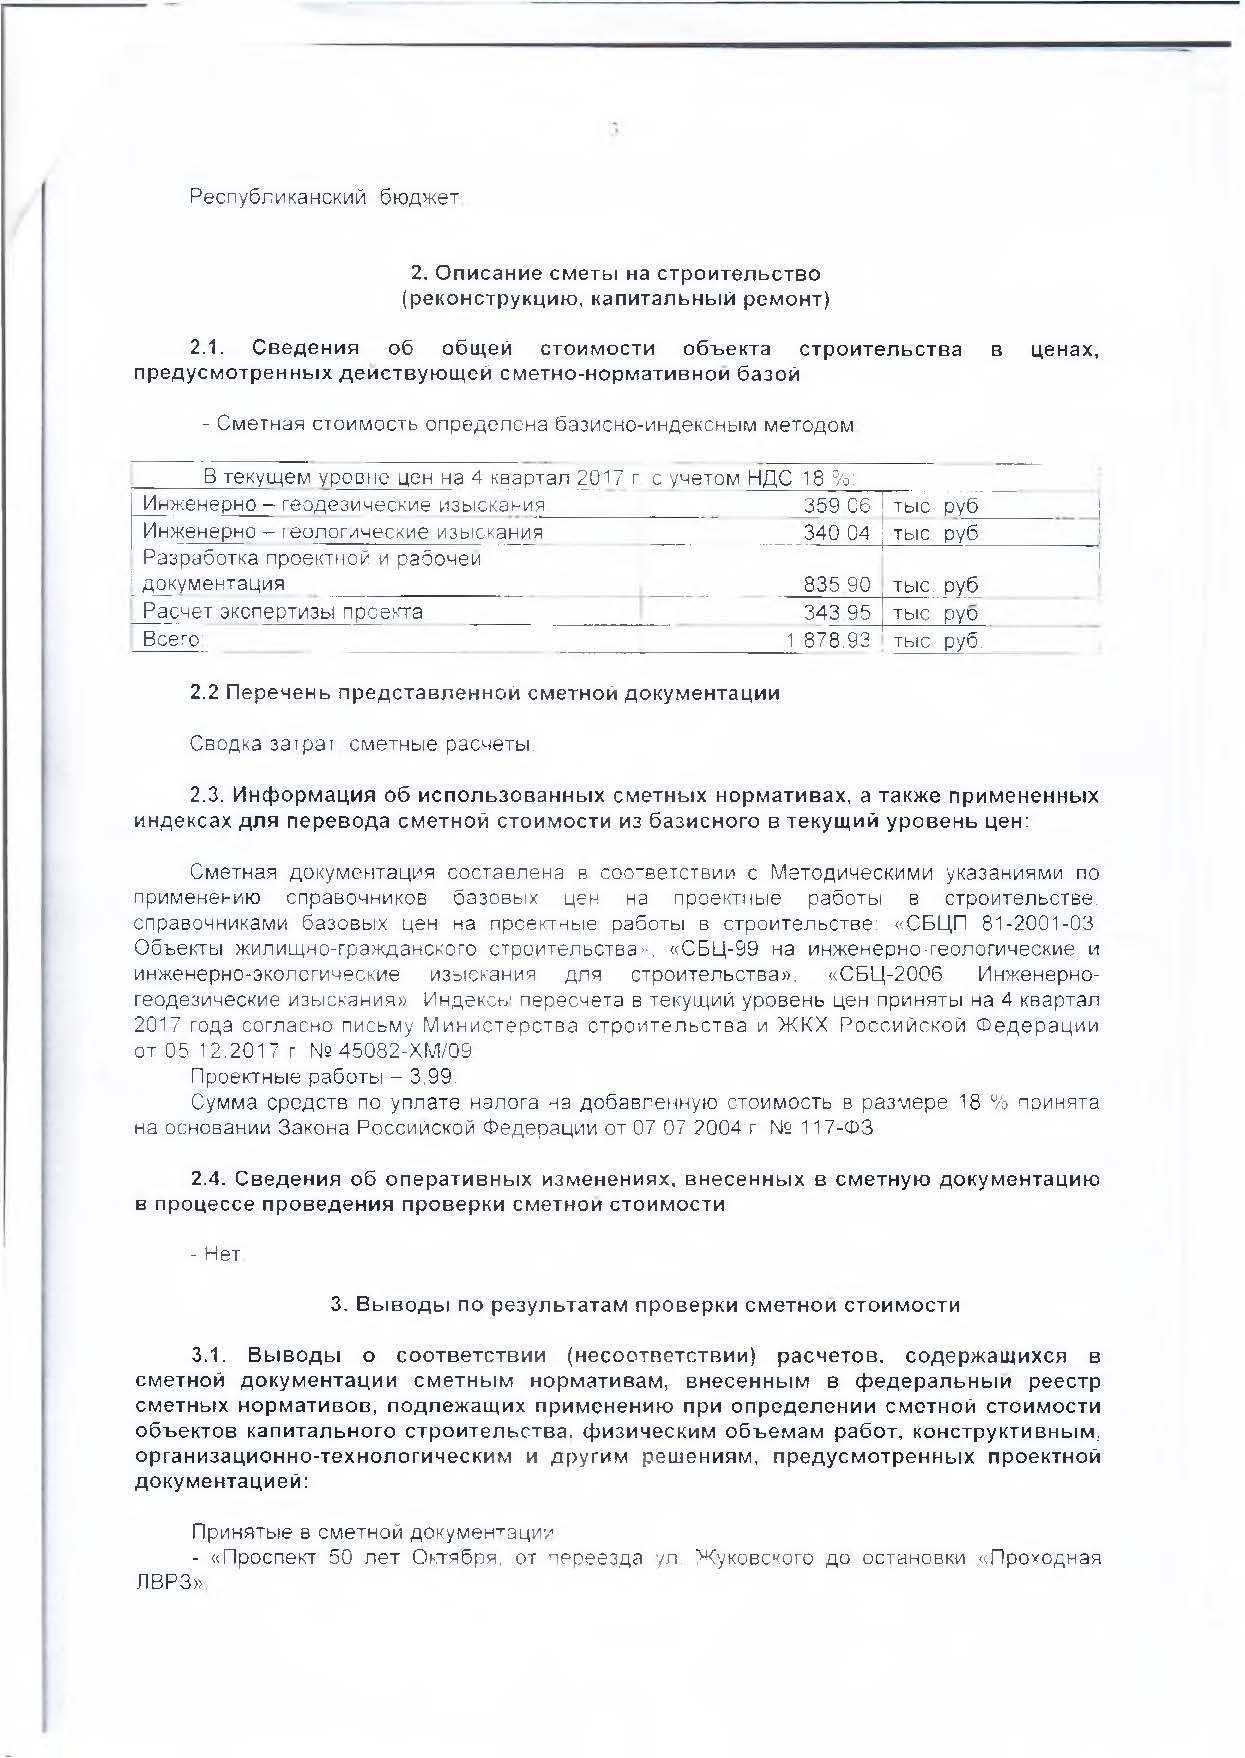 Республиканский бюджет.
2. Описание сметы на строительство
(реконструкцию, капитальный ремонт)
2.1. Сведения об общей стоимости объекта строительства в ценах,
предусмотренных действующей сметно-нормативной базой
- Сметная стоимость определена базисно-индексным методом.
В текущем уровне цен на 4 квартал 2017 г. с учетом НДС 18 %:
Инженерно – геодезические изыскания 359 06 тыс руб
Инженерно – геологические изыскания 340 04 тыс руб
Разработка проектной и рабочей
документация 835 90 тыс. руб
Расчет экспертизы проекта 343 95 тыс руб
Всего: 1 878,93 тыс руб.
2.2 Перечень представленной сметной документации
Сводка затрат, сметные расчеты.
2.3. Информация об использованных сметных нормативах, а также примененных
индексах для перевода сметной стоимости из базисного в текущий уровень цен:
Сметная документация составлена в соответствии с Методическими указаниями по
применению справочников базовых цен на проектные работы в строительстве,
справочниками базовых цен на проектные работы в строительстве: «СБЦП 81-2001-03
Объекты жилищно-гражданского строительства», «СБЦ-99 на инженерно-геологические и
инженерно-экологические изыскания для строительства», «СБЦ-2006 Инженерно-
геодезические изыскания» Индексы пересчета в текущий уровень цен приняты на 4 квартал
2017 года согласно письму Министерства строительства и ЖКХ Российской Федерации
от 05 12.2017 г № 45082-ХМ/09
Проектные работы – 3,99.
Сумма средств по уплате налога на добавленную стоимость в размере 18 % принята
на основании Закона Российской Федерации от 07 07 2004 г № 117-ФЗ
2.4. Сведения об оперативных изменениях, внесенных в сметную документацию
в процессе проведения проверки сметной стоимости
- Нет.
3. Выводы по результатам проверки сметной стоимости
3.1. Выводы о соответствии (несоответствии) расчетов, содержащихся в
сметной документации сметным нормативам, внесенным в федеральный реестр
сметных нормативов, подлежащих применению при определении сметной стоимости
объектов капитального строительства, физическим объемам работ, конструктивным,
организационно-технологическим и другим решениям, предусмотренных проектной
документацией:
Принятые в сметной документации
- «Проспект 50 лет Октября, от переезда ул. Жуковского до остановки «Проходная
ЛВРЗ»